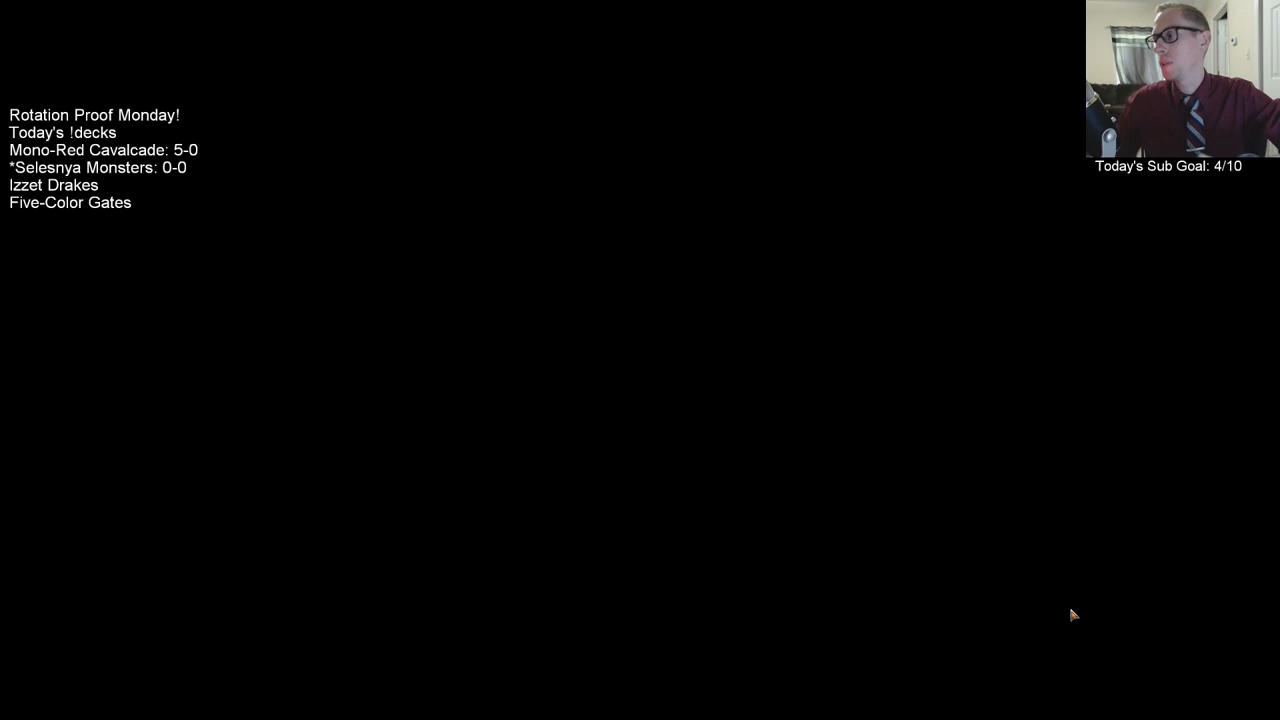 Rotation Proof Monday!
Today's !decks
Mono-Red Cavalcade: 5-0
*Selesnya Monsters: 0-0
Izzet Drakes
Five-Color Gates
Today's Sub Goal: 4/10